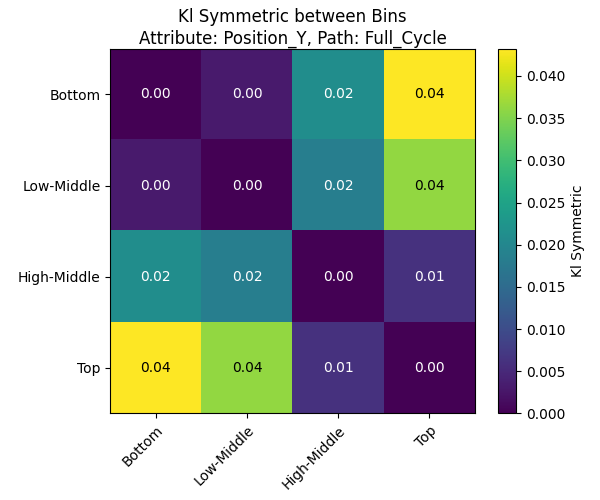 Kl Symmetric between Bins
Attribute: Position_Y, Path: Full_Cycle
Bottom 0.00 0.00 0.02 0.04
Low-Middle 0.00 0.00 0.02 0.04
High-Middle 0.02 0.02 0.00 0.01
Top 0.04 0.04 0.01 0.00
Bottom Low-Middle High-Middle Top
0.040
0.035
0.030
0.025
0.020
0.015
0.010
0.005
0.000
Kl Symmetric